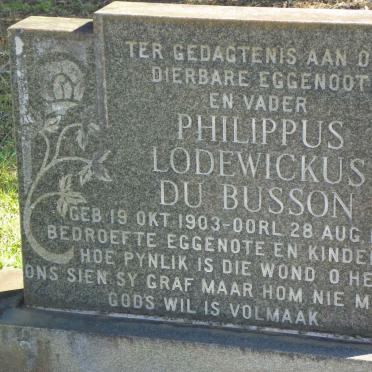 TER GEDAGTENIS AAN O
DIERBARE EGGENOOT
EN VADER
PHILIPPUS
LODEWICKUS
DU BUSSON
GEB 19 OKT 1903-OORL 28 AUG
BEDROEFTE EGGENOTE EN KINDE
HOE PYNLIK IS DIE WOND O HE
ONS SIEN SY GRAF MAAR HOM NIE M
GODS WIL IS VOLMAAK